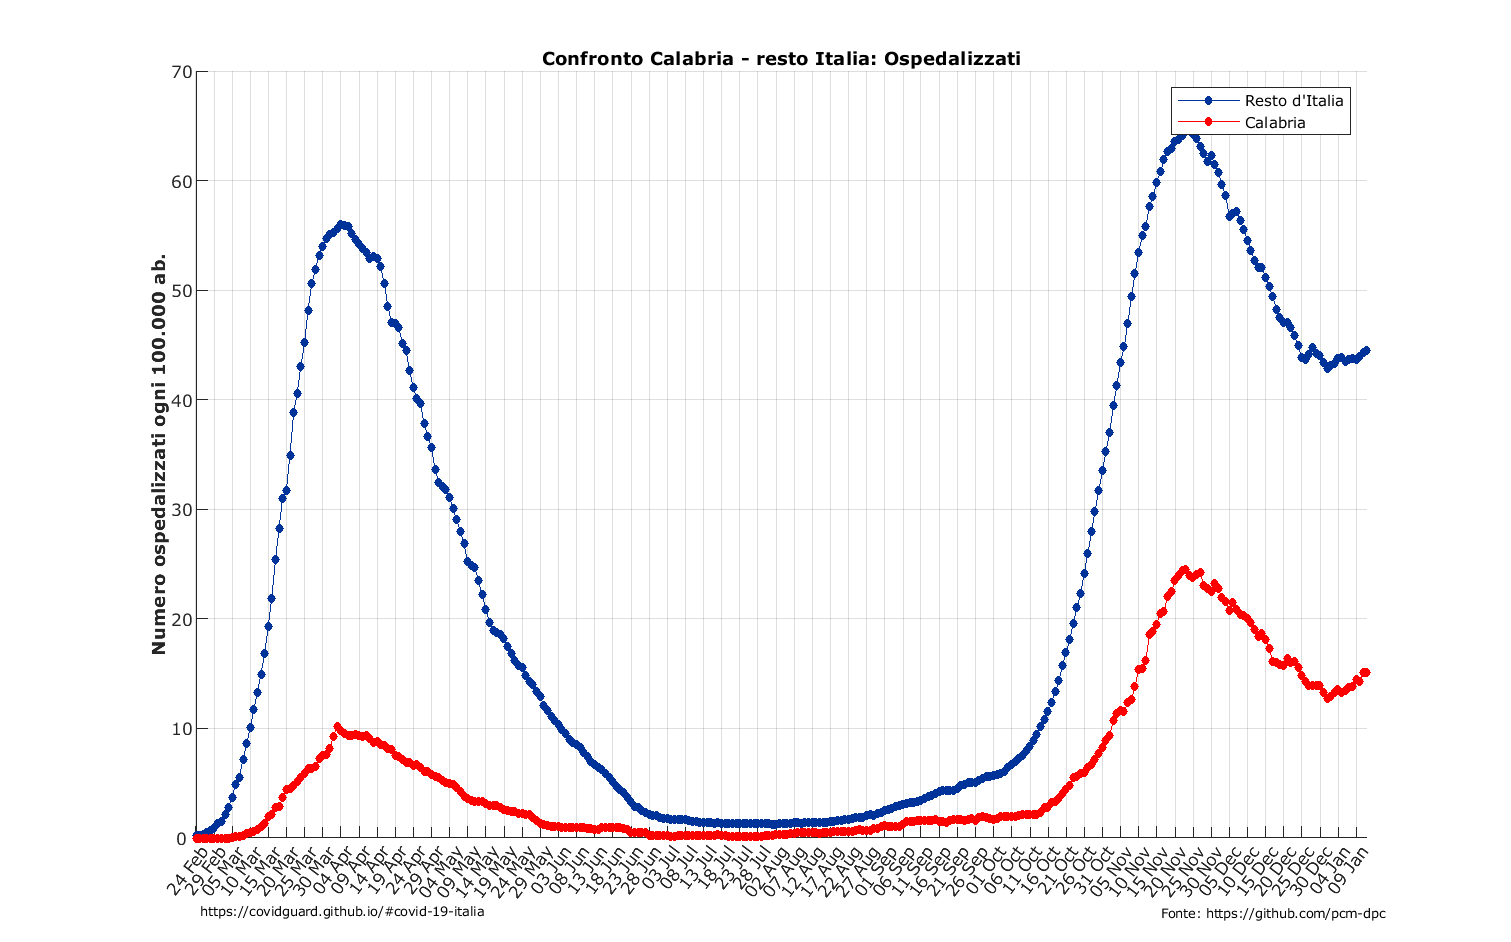 Confronto Calabria - resto Italia: Ospedalizzati
Resto d'Italia
Calabria
Numero ospedalizzati ogni 100.000 ab.
70
60
50
40
30
20
10
0
24 Feb
29 Feb
05 Mar
10 Mar
15 Mar
20 Mar
25 Mar
30 Mar
04 Apr
09 Apr
14 Apr
19 Apr
24 Apr
29 Apr
04 May
09 May
14 May
19 May
24 May
29 May
03 Jun
08 Jun
13 Jun
18 Jun
23 Jun
28 Jun
03 Jul
08 Jul
13 Jul
18 Jul
23 Jul
28 Jul
02 Aug
07 Aug
12 Aug
17 Aug
22 Aug
27 Aug
01 Sep
06 Sep
11 Sep
16 Sep
21 Sep
26 Sep
01 Oct
06 Oct
11 Oct
16 Oct
21 Oct
26 Oct
31 Oct
05 Nov
10 Nov
15 Nov
20 Nov
25 Nov
30 Nov
05 Dec
10 Dec
15 Dec
20 Dec
25 Dec
30 Dec
04 Jan
09 Jan
https://covidguard.github.io/#covid-19-italia
Fonte: https://github.com/pcm-dpc